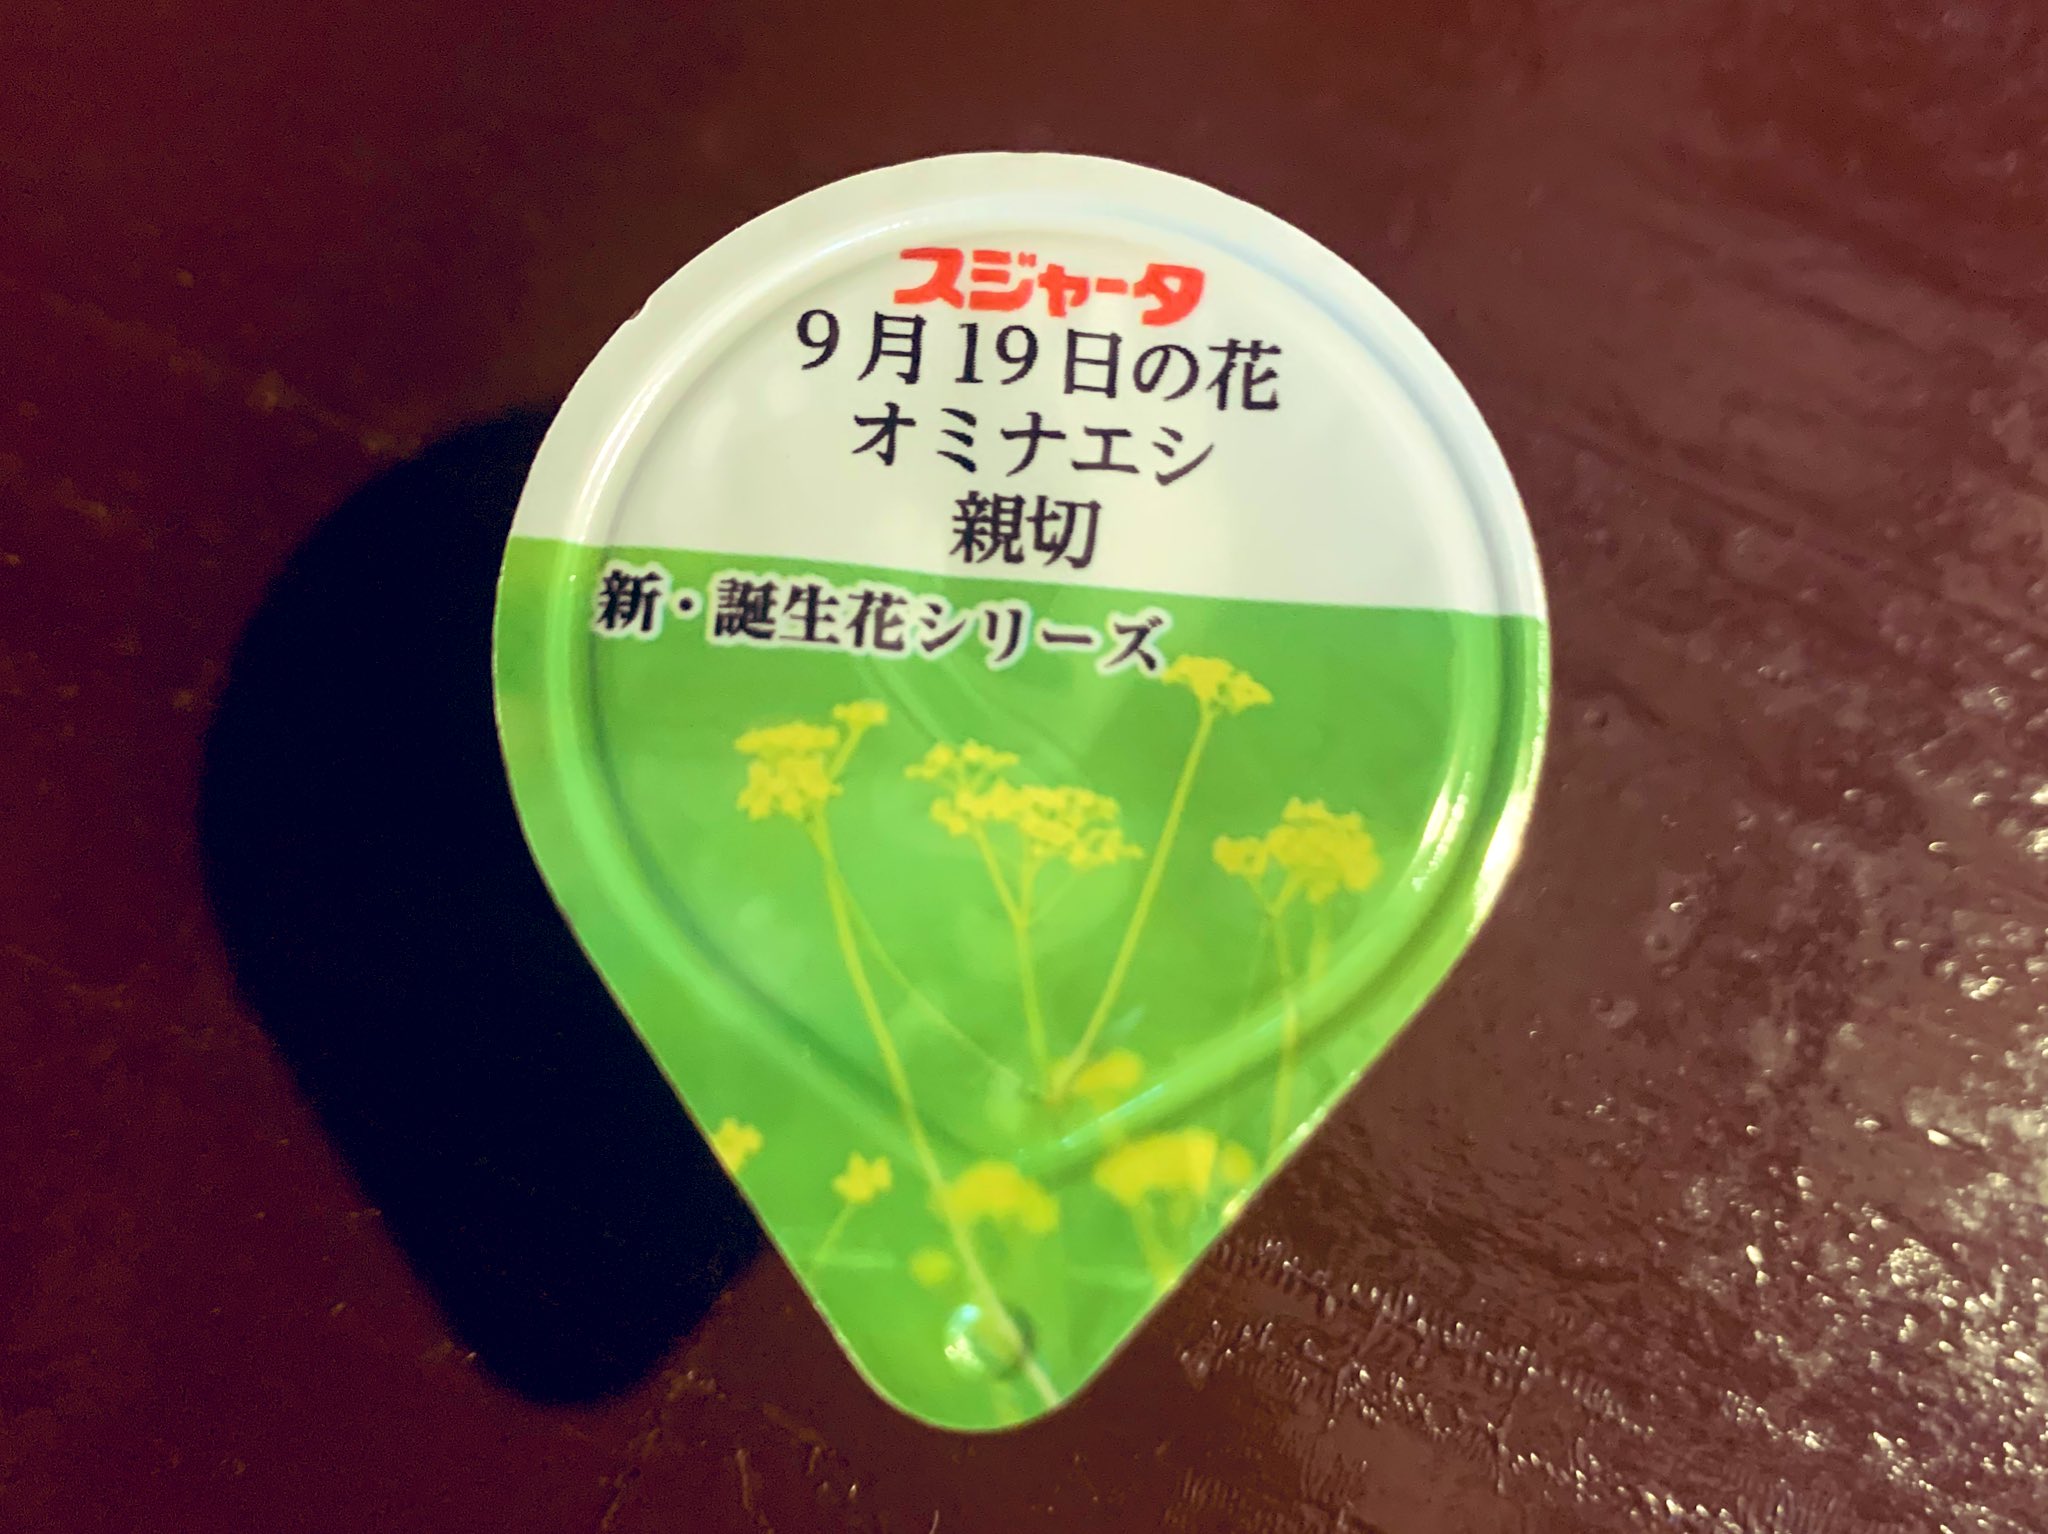 スジャータ
9月19日の花
オミナエシ
親切
新・誕生花シリーズ